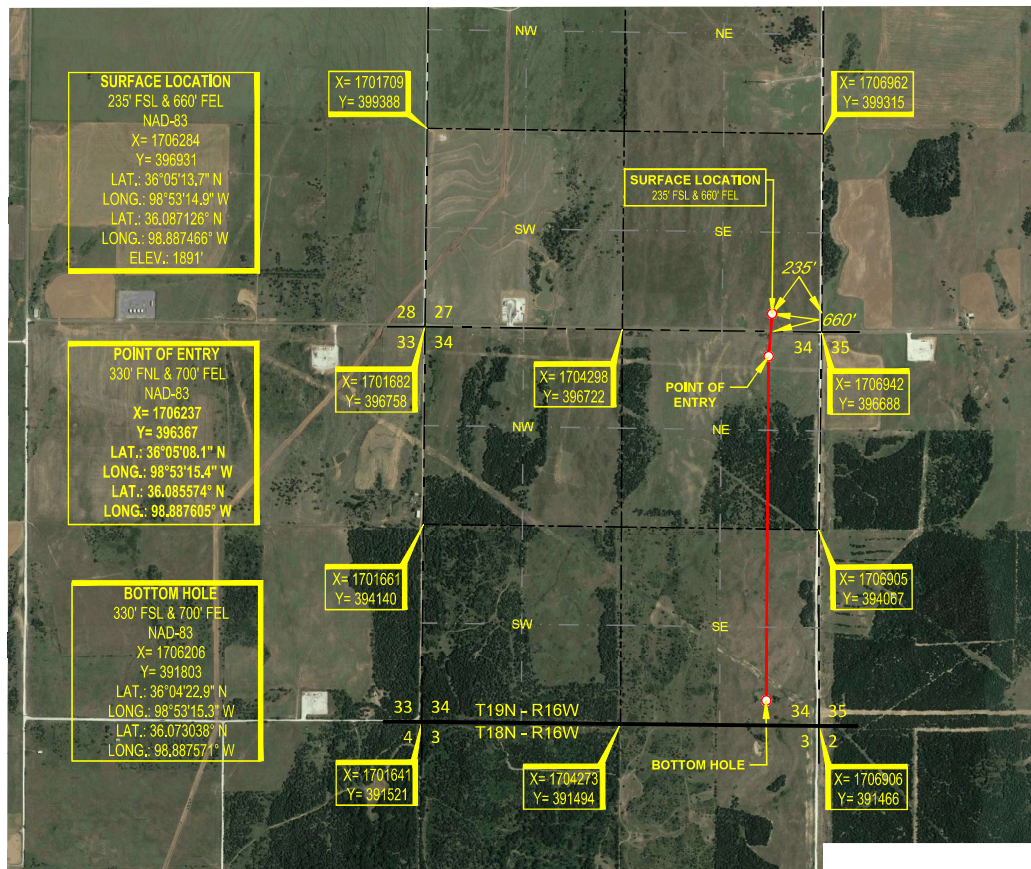 NW
NE
SURFACE LOCATION
235' FSL & 660' FEL
NAD-83
X= 1706284
Y= 396931
LAT.: 36°05'13.7" N
LONG.: 98°53'14.9" W
LAT.: 36.087126° N
LONG.: 98.887466° W
ELEV.: 1891'
X= 1701709
Y= 399388
X= 1706962
Y= 399315
SURFACE LOCATION
235' FSL & 660' FEL
SW
SE
235'
660'
28
27
33
34
34
35
POINT OF ENTRY
330' FNL & 700' FEL
NAD-83
X= 1706237
Y= 396367
LAT.: 36°05'08.1" N
LONG.: 98°53'15.4" W
LAT.: 36.085574° N
LONG.: 98.887605° W
X= 1701682
Y= 396758
X= 1704298
Y= 396722
POINT OF
ENTRY
X= 1706942
Y= 396688
NW
NE
X= 1701661
Y= 394140
X= 1706905
Y= 394067
BOTTOM HOLE
330' FSL & 700' FEL
NAD-83
X= 1706206
Y= 391803
LAT.: 36°04'22.9" N
LONG.: 98°53'15.3" W
LAT.: 36.073038° N
LONG.: 98.887571° W
SW
SE
33
34
T19N - R16W
34
35
4
3
T18N - R16W
3
2
BOTTOM HOLE
X= 1701641
Y= 391521
X= 1704273
Y= 391494
X= 1706906
Y= 391466